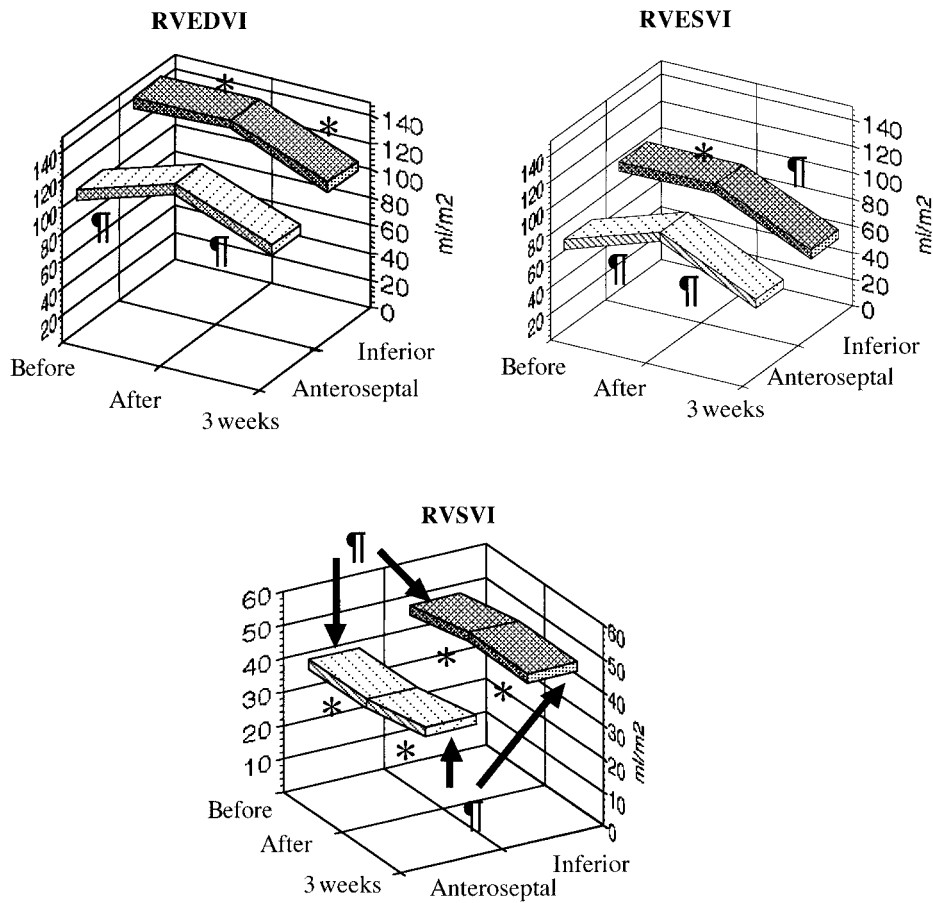 RVEDVI
140
120
100
80
60
40
20
140
120
100
80
60
40
20
0
ml/m2
*
*
¶
¶
Before
After
3 weeks
Anteroseptal
Inferior
RVESVI
140
120
100
80
60
40
20
140
120
100
80
60
40
20
0
ml/m2
*
¶
¶
¶
Before
After
3 weeks
Anteroseptal
Inferior
RVSVI
¶
60
50
40
30
20
10
60
50
40
30
20
10
0
ml/m2
*
*
*
*
¶
Before
After
3 weeks
Anteroseptal
Inferior